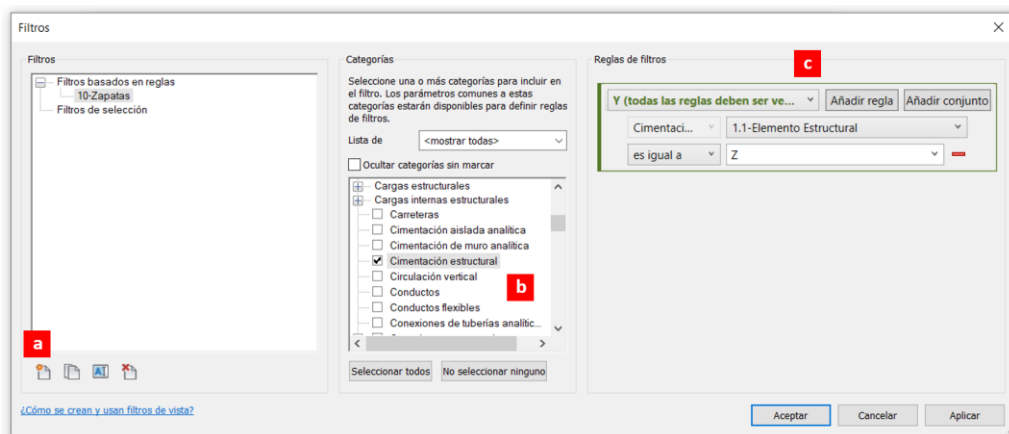 Filtros
Filtros
Filtros basados en reglas
10-Zapatas
Filtros de selección
a
¿Cómo se crean y usan filtros de vista?
Categorías
Seleccione una o más categorías para incluir en
el filtro. Los parámetros comunes a estas
categorías estarán disponibles para definir reglas
de filtros.
Lista de <mostrar todas>
Ocultar categorías sin marcar
Cargas estructurales
Cargas internas estructurales
Carreteras
Cimentación aislada analítica
Cimentación de muro analítica
Cimentación estructural
Circulación vertical
Conductos
Conductos flexibles
Conexiones de tuberías analític...
b
Seleccionar todos No seleccionar ninguno
Reglas de filtros
c
Y (todas las reglas deben ser ve... Añadir regla Añadir conjunto
Cimentaci... 1.1-Elemento Estructural
es igual a Z
Aceptar Cancelar Aplicar